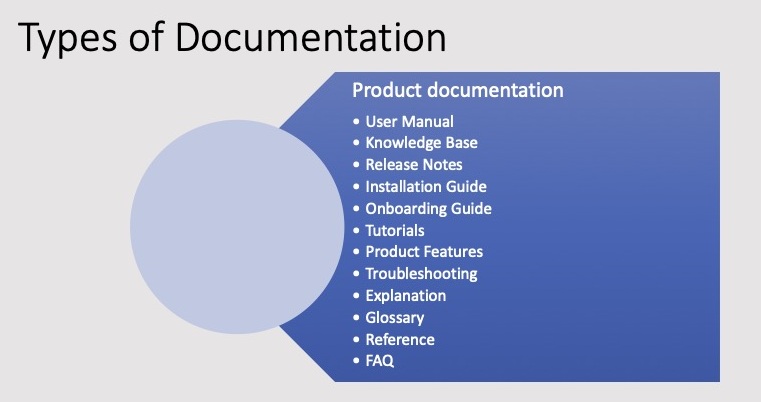 Types of Documentation
Product documentation
• User Manual
• Knowledge Base
• Release Notes
• Installation Guide
• Onboarding Guide
• Tutorials
• Product Features
• Troubleshooting
• Explanation
• Glossary
• Reference
• FAQ